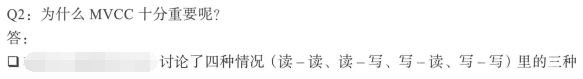 Q2：为什么 MVCC 十分重要呢？
答：
❑ 讨论了四种情况（读 – 读、读 – 写、写 – 读、写 – 写）里的三种